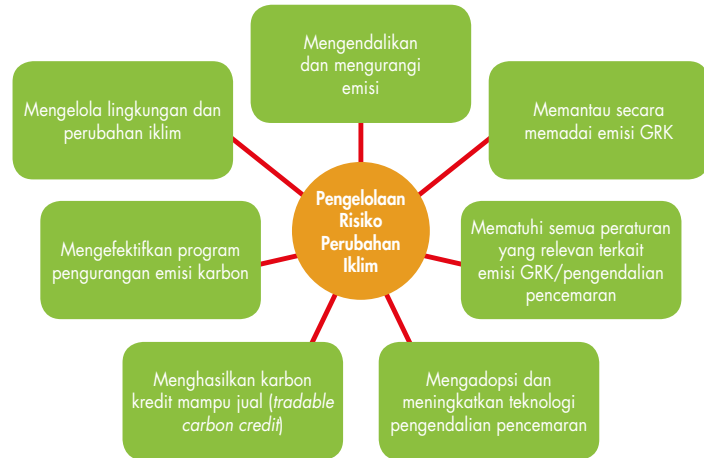 Mengendalikan
dan mengurangi
emisi
Mengelola lingkungan dan
perubahan iklim
Memantau secara
memadai emisi GRK
Pengelolaan
Risiko
Perubahan
Iklim
Mengefektifkan program
pengurangan emisi karbon
Mematuhi semua peraturan
yang relevan terkait
emisi GRK/pengendalian
pencemaran
Menghasilkan karbon
kredit mampu jual (tradable
carbon credit)
Mengadopsi dan
meningkatkan teknologi
pengendalian pencemaran